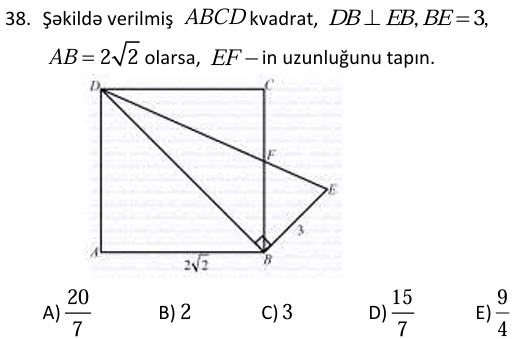 38. Şəkildə verilmiş ABCD kvadrat, DB ⊥ EB, BE = 3,
AB = 2√2 olarsa, EF – in uzunluğunu tapın.
D C
F
E
3
A B
2√2
A) 20/7 B) 2 C) 3 D) 15/7 E) 9/4